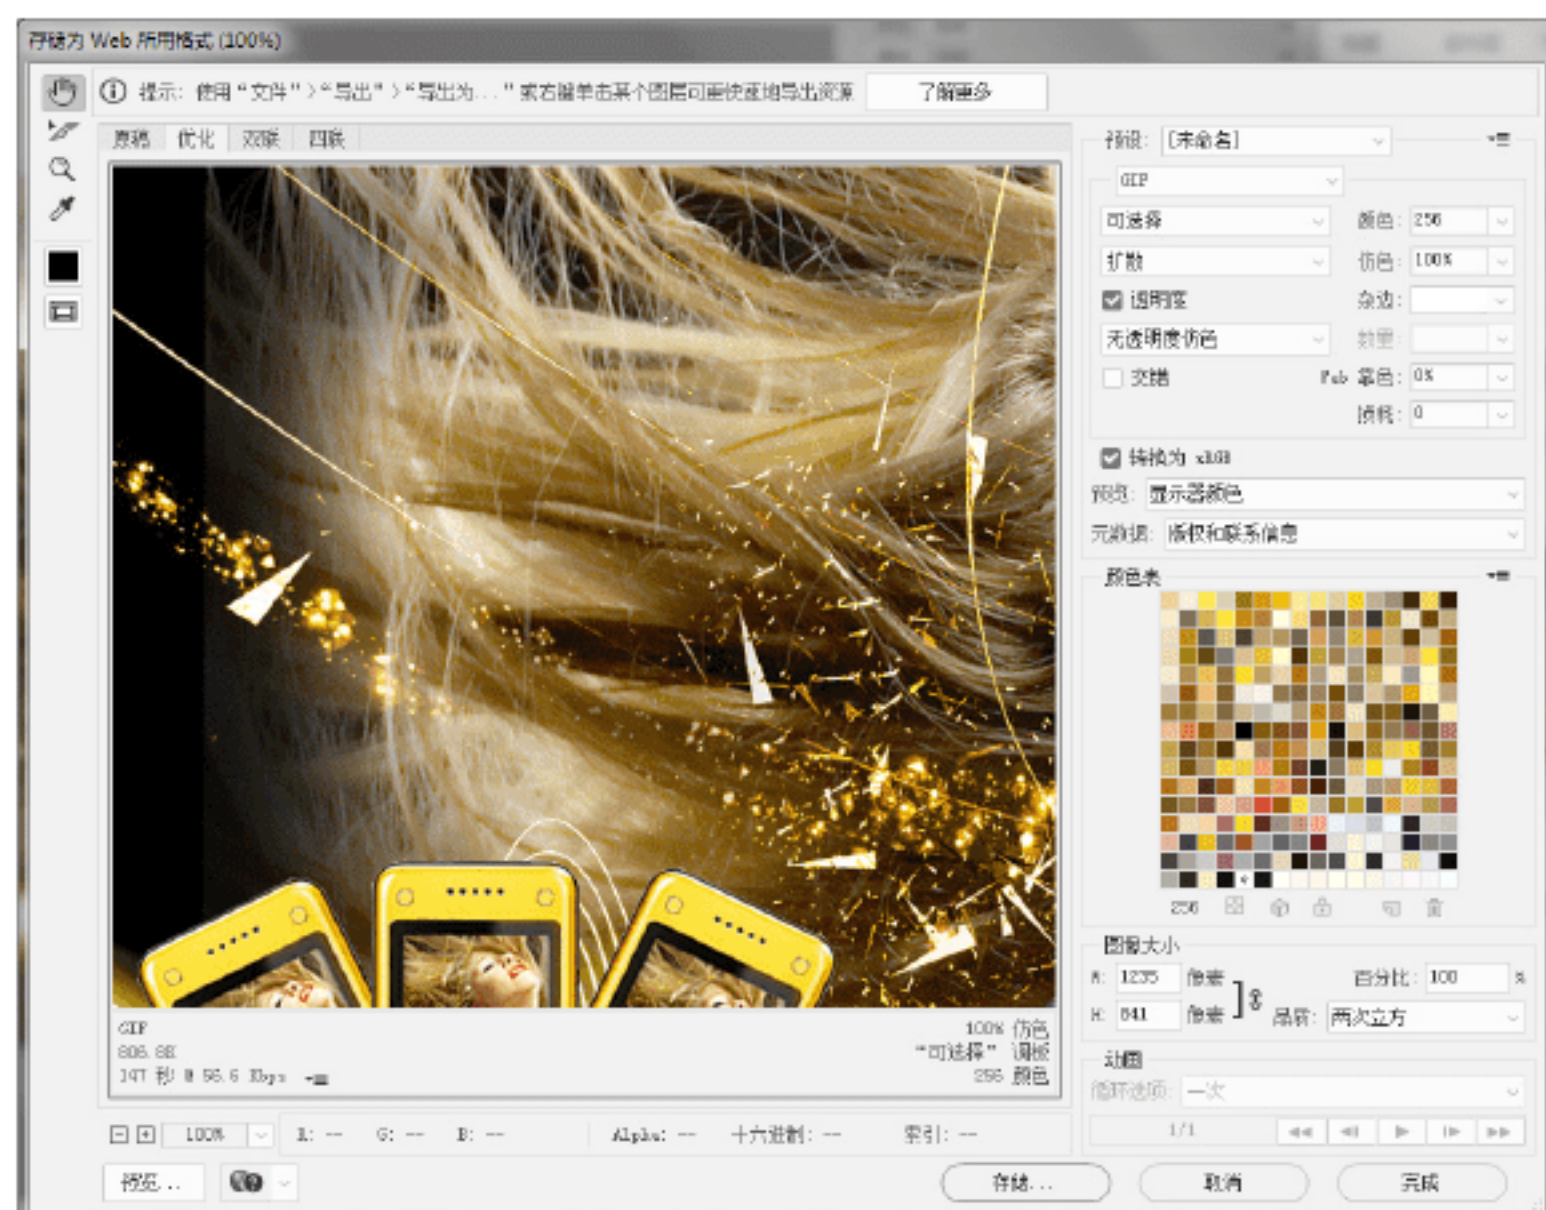 存储为 Web 所用格式 (100%)
提示: 使用“文件”>“导出”>“导出为...”或右键单击某个图层可更快速地导出资源
了解更多
原稿 优化 双联 四联
预设: [未命名]
GIF
可选择 颜色: 256
扩散 仿色: 100%
透明度 杂边:
无透明度仿色 数量:
交错 Web 靠色: 0%
损耗: 0
转换为 sRGB
预览: 显示器颜色
元数据: 版权和联系信息
颜色表
256
图像大小
W: 1235 像素 百分比: 100 %
H: 841 像素 品质: 两次立方
GIF 100% 仿色
“可选择” 调板
147 秒 @ 56.6 Kbps 256 颜色
动画
循环选项: 一次
1/1
100% R: -- G: -- B: -- Alpha: -- 十六进制: -- 索引: --
预览... 存储... 取消 完成